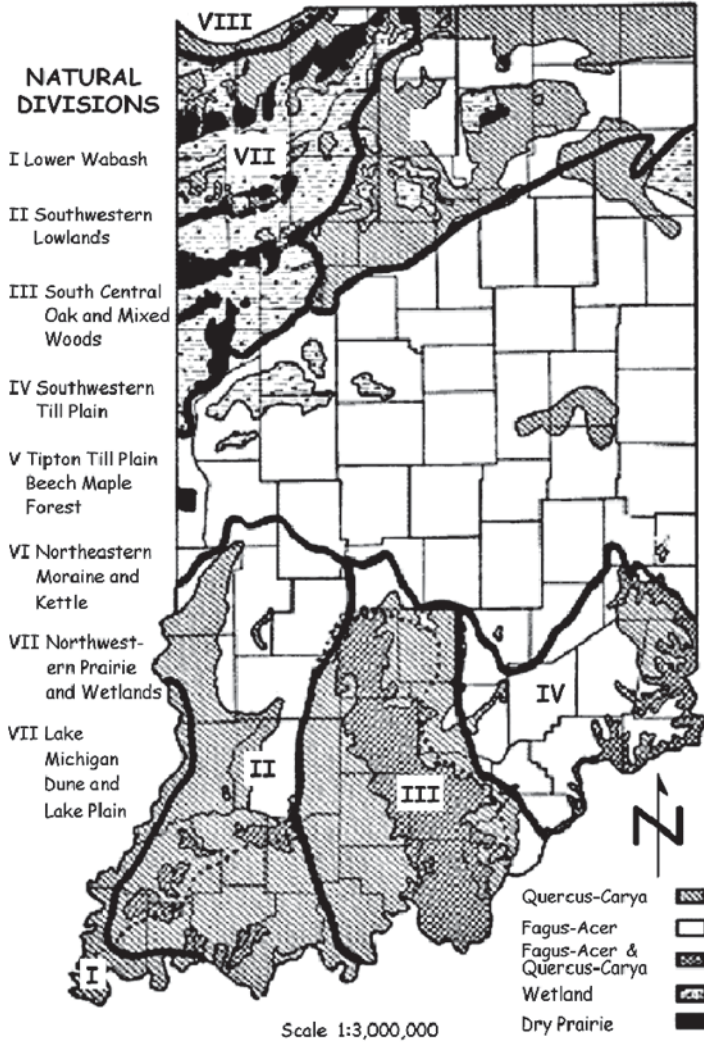 VIII
NATURAL
DIVISIONS
VII
I Lower Wabash
II Southwestern
Lowlands
III South Central
Oak and Mixed
Woods
IV Southwestern
Till Plain
V Tipton Till Plain
Beech Maple
Forest
VI Northeastern
Moraine and
Kettle
VII Northwest-
ern Prairie
and Wetlands
VII Lake
Michigan
Dune and
Lake Plain
IV
II
III
I
N
Quercus-Carya
Fagus-Acer
Fagus-Acer &
Quercus-Carya
Wetland
Dry Prairie
Scale 1:3,000,000